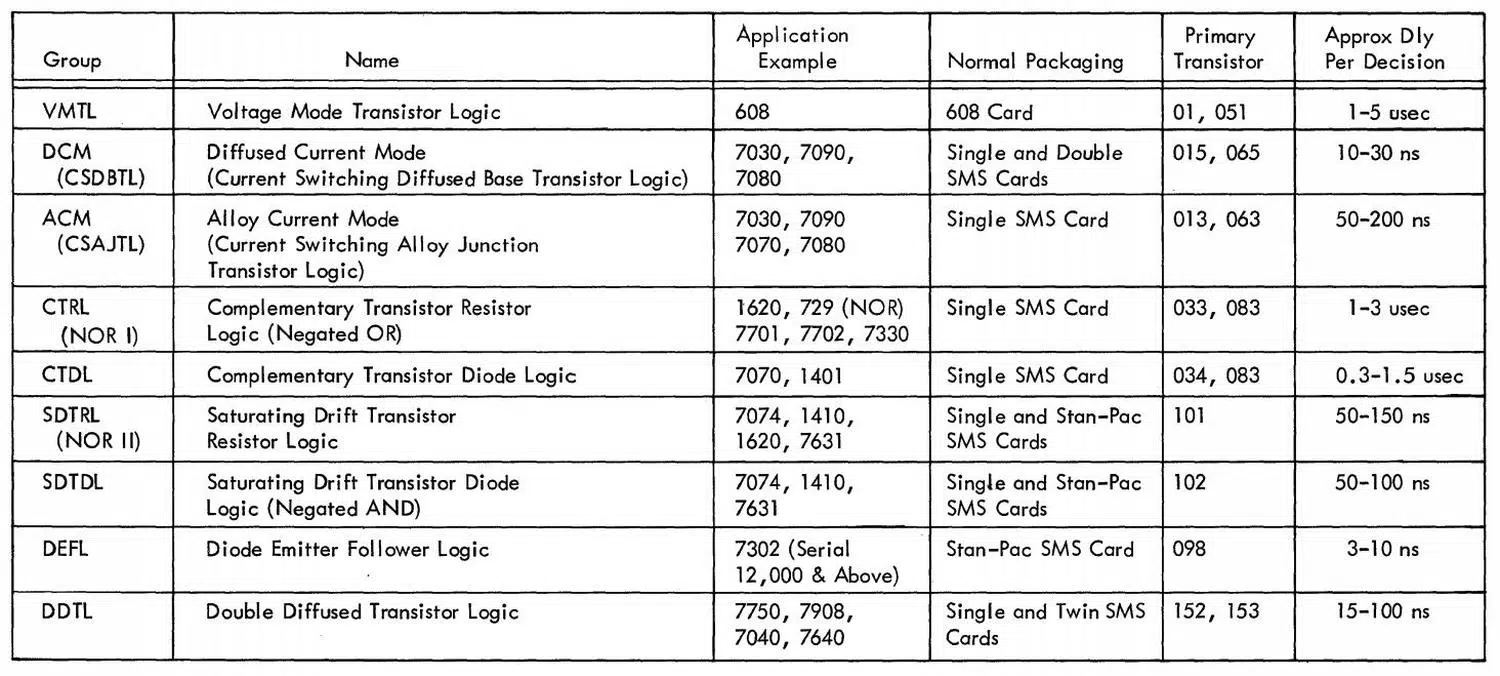 Group Name Application Example Normal Packaging Primary Transistor Approx Dly Per Decision
VMTL Voltage Mode Transistor Logic 608 608 Card 01, 051 1-5 usec
DCM Diffused Current Mode 7030, 7090, Single and Double 015, 065 10-30 ns
(CSDBTL) (Current Switching Diffused Base Transistor Logic) 7080 SMS Cards
ACM Alloy Current Mode 7030, 7090 Single SMS Card 013, 063 50-200 ns
(CSAJTL) (Current Switching Alloy Junction 7070, 7080
Transistor Logic)
CTRL Complementary Transistor Resistor 1620, 729 (NOR) Single SMS Card 033, 083 1-3 usec
(NOR I) Logic (Negated OR) 7701, 7702, 7330
CTDL Complementary Transistor Diode Logic 7070, 1401 Single SMS Card 034, 083 0.3-1.5 usec
SDTRL Saturating Drift Transistor 7074, 1410, Single and Stan-Pac 101 50-150 ns
(NOR II) Resistor Logic 1620, 7631 SMS Cards
SDTDL Saturating Drift Transistor Diode 7074, 1410, Single and Stan-Pac 102 50-100 ns
Logic (Negated AND) 7631 SMS Cards
DEFL Diode Emitter Follower Logic 7302 (Serial Stan-Pac SMS Card 098 3-10 ns
12,000 & Above)
DDTL Double Diffused Transistor Logic 7750, 7908, Single and Twin SMS 152, 153 15-100 ns
7040, 7640 Cards